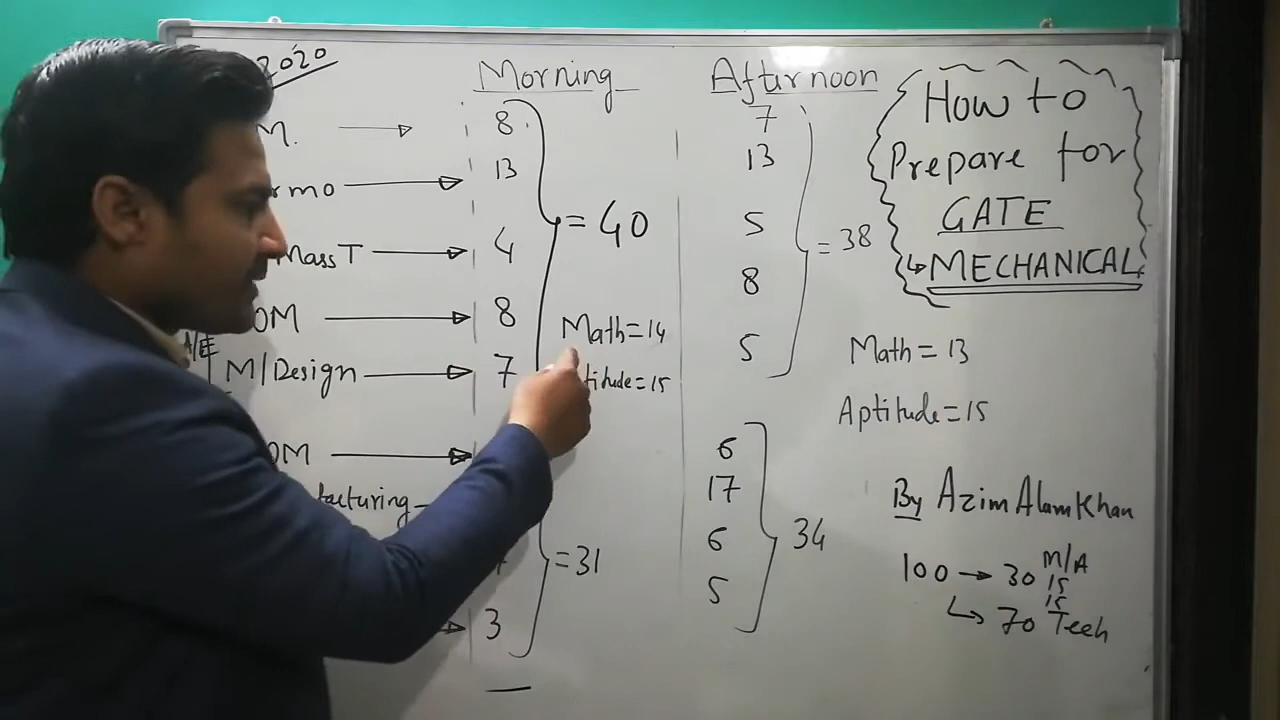 2020
Morning
Afternoon
M. 8 7
rmo 13 13
Mass T 4 5
OM 8 8
A/E
M/Design 7 5
= 40
= 38
Math = 14
titude = 15
Math = 13
Aptitude = 15
OM 6
facturing 17
6
3 5
= 31
34
How to
Prepare for
GATE
↳ MECHANICAL
By Azim Alam Khan
100 → 30 M/A
15
15
↳ 70 Tech